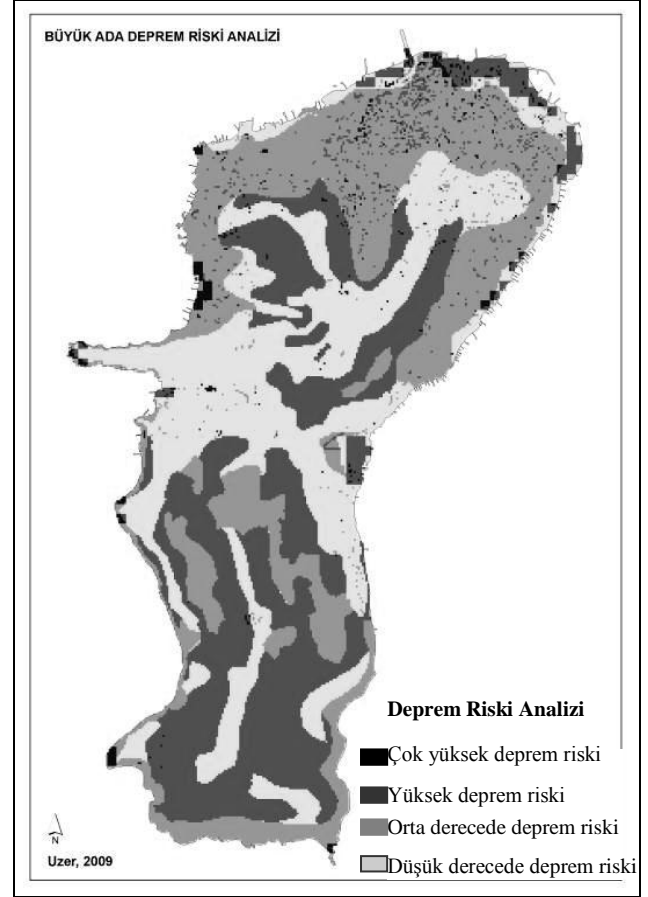 BÜYÜK ADA DEPREM RİSKİ ANALİZİ
Deprem Riski Analizi
Çok yüksek deprem riski
Yüksek deprem riski
Orta derecede deprem riski
Düşük derecede deprem riski
N
Uzer, 2009